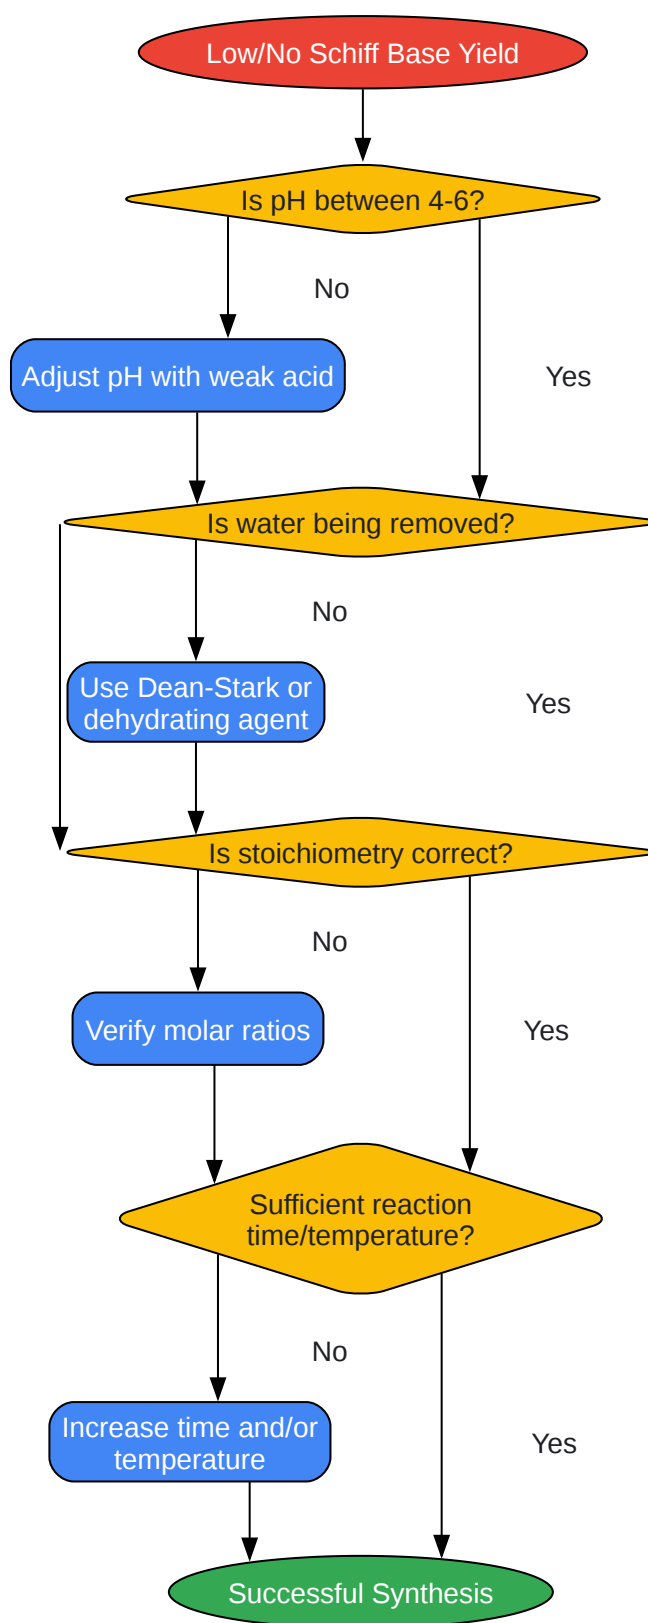 Low/No Schiff Base Yield
Is pH between 4-6?
No
Adjust pH with weak acid
Yes
Is water being removed?
No
Use Dean-Stark or
dehydrating agent
Yes
Is stoichiometry correct?
No
Verify molar ratios
Yes
Sufficient reaction
time/temperature?
No
Increase time and/or
temperature
Yes
Successful Synthesis